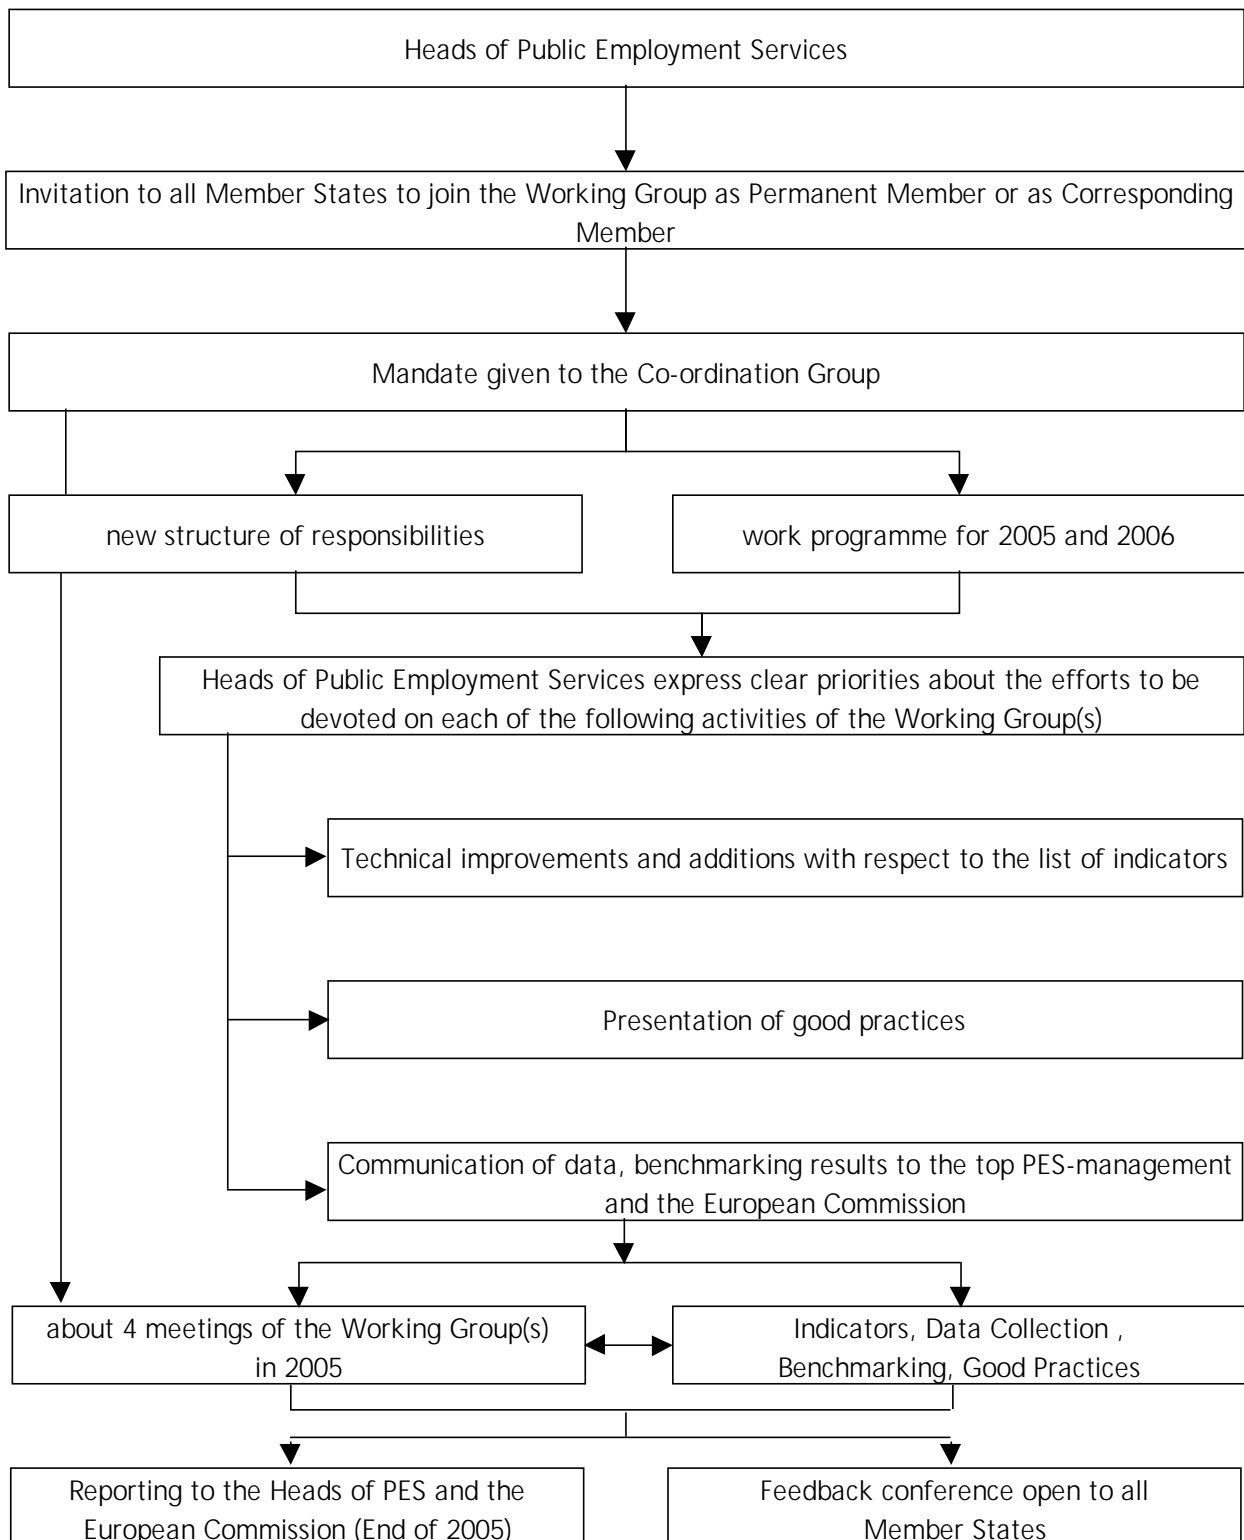 Heads of Public Employment Services
Invitation to all Member States to join the Working Group as Permanent Member or as Corresponding
Member
Mandate given to the Co-ordination Group
new structure of responsibilities
work programme for 2005 and 2006
Heads of Public Employment Services express clear priorities about the efforts to be
devoted on each of the following activities of the Working Group(s)
Technical improvements and additions with respect to the list of indicators
Presentation of good practices
Communication of data, benchmarking results to the top PES-management
and the European Commission
about 4 meetings of the Working Group(s)
in 2005
Indicators, Data Collection ,
Benchmarking, Good Practices
Reporting to the Heads of PES and the
European Commission (End of 2005)
Feedback conference open to all
Member States